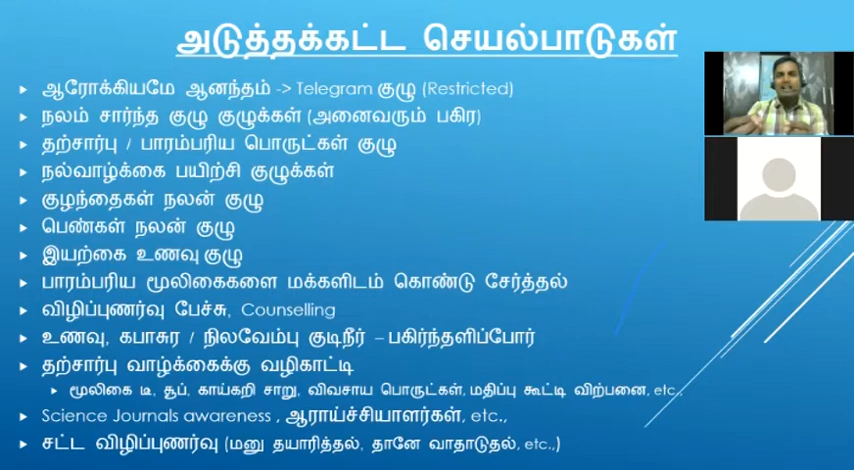 அடுத்தக்கட்ட செயல்பாடுகள்
ஆரோக்கியமே ஆனந்தம் -> Telegram குழு (Restricted)
நலம் சார்ந்த குழு குழுக்கள் (அனைவரும் பகிர)
தற்சார்பு / பாரம்பரிய பொருட்கள் குழு
நல்வாழ்க்கை பயிற்சி குழுக்கள்
குழந்தைகள் நலன் குழு
பெண்கள் நலன் குழு
இயற்கை உணவு குழு
பாரம்பரிய மூலிகைகளை மக்களிடம் கொண்டு சேர்த்தல்
விழிப்புணர்வு பேச்சு, Counselling
உணவு, கபாசுர / நிலவேம்பு குடிநீர் – பகிர்ந்தளிப்போர்
தற்சார்பு வாழ்க்கைக்கு வழிகாட்டி
மூலிகை டீ, சூப், காய்கறி சாறு, விவசாய பொருட்கள், மதிப்பு கூட்டி விற்பனை, etc.,
Science Journals awareness , ஆராய்ச்சியாளர்கள், etc.,
சட்ட விழிப்புணர்வு (மனு தயாரித்தல், தானே வாதாடுதல், etc.,)